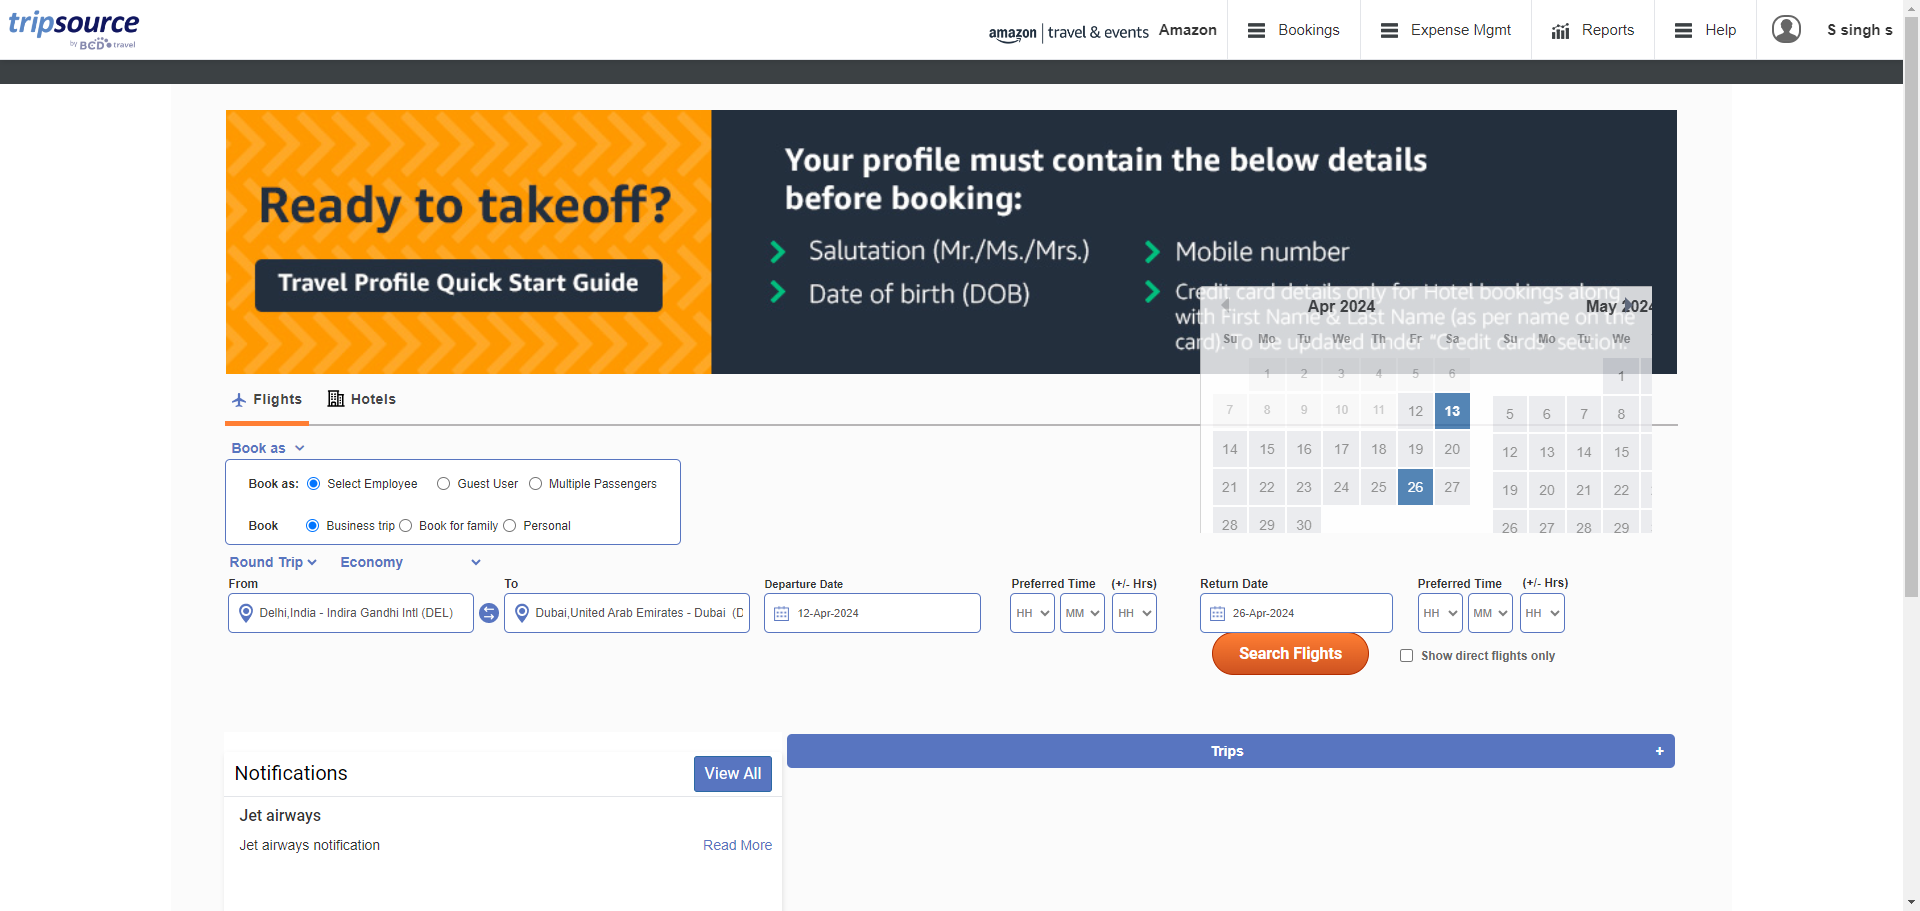 tripsource
by BCD travel
amazon | travel & events Amazon
Bookings
Expense Mgmt
Reports
Help
S singh s
Ready to takeoff?
Travel Profile Quick Start Guide
Your profile must contain the below details
before booking:
Salutation (Mr./Ms./Mrs.)
Mobile number
Date of birth (DOB)
Credit card details only for Hotel bookings along
with First Name & Last Name (as per name on the
card). To be updated under "Credit cards" section.
Apr 2024
Su Mo Tu We Th Fr Sa
1 2 3 4 5 6
7 8 9 10 11 12 13
14 15 16 17 18 19 20
21 22 23 24 25 26 27
28 29 30
May 2024
Su Mo Tu We
1
5 6 7 8
12 13 14 15
19 20 21 22
26 27 28 29
Flights
Hotels
Book as
Book as: Select Employee Guest User Multiple Passengers
Book Business trip Book for family Personal
Round Trip Economy
From To Departure Date Preferred Time (+/- Hrs) Return Date Preferred Time (+/- Hrs)
Delhi,India - Indira Gandhi Intl (DEL) Dubai,United Arab Emirates - Dubai (D 12-Apr-2024 HH MM HH 26-Apr-2024 HH MM HH
Search Flights Show direct flights only
Trips +
Notifications View All
Jet airways
Jet airways notification Read More